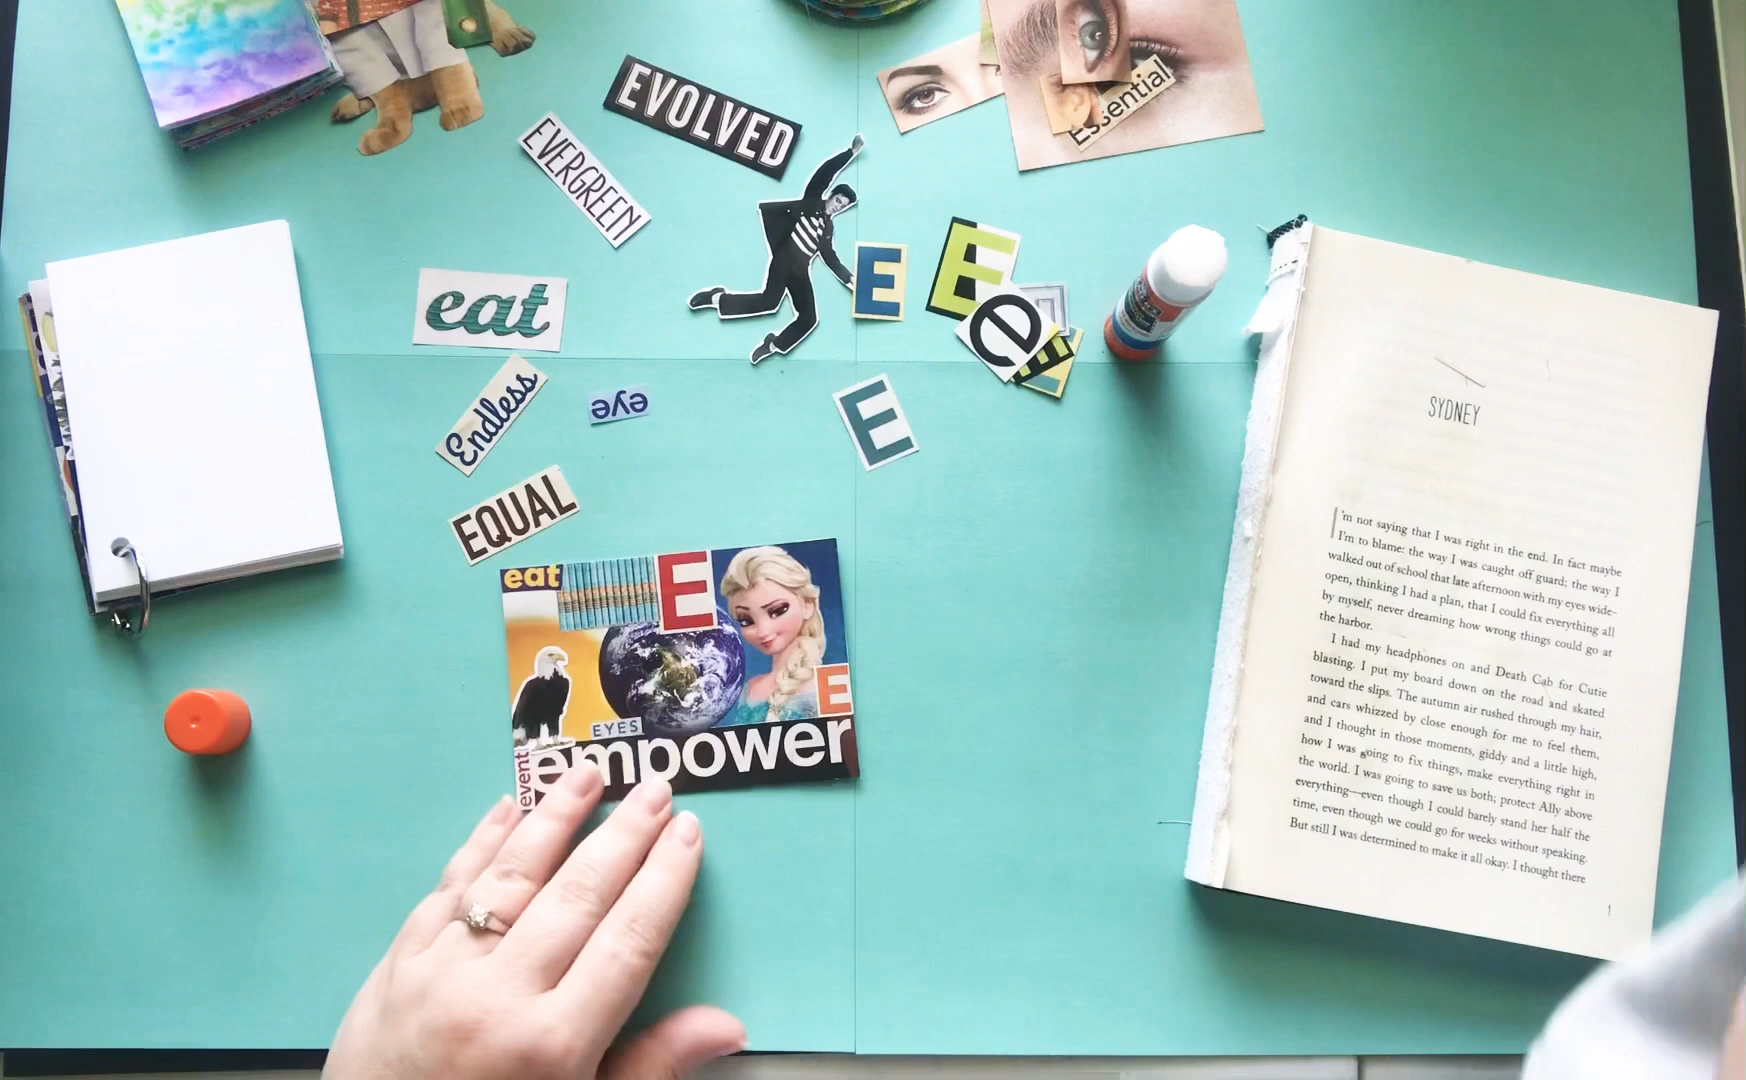 EVOLVED
EVERGREEN
Essential
eat
E
E
e
E
Endless
eye
E
EQUAL
eat
E
E
EYES
empower
event
SYDNEY
I'm not saying that I was right in the end. In fact maybe
I'm to blame: the way I was caught off guard; the way I
walked out of school that late afternoon with my eyes wide-
open, thinking I had a plan, that I could fix everything all
by myself, never dreaming how wrong things could go at
the harbor.
I had my headphones on and Death Cab for Cutie
blasting. I put my board down on the road and skated
toward the slips. The autumn air rushed through my hair,
and cars whizzed by close enough for me to feel them,
and I thought in those moments, giddy and a little high,
how I was going to fix things, make everything right in
the world. I was going to save us both; protect Ally above
everything—even though I could barely stand her half the
time, even though we could go for weeks without speaking.
But still I was determined to make it all okay. I thought there
1